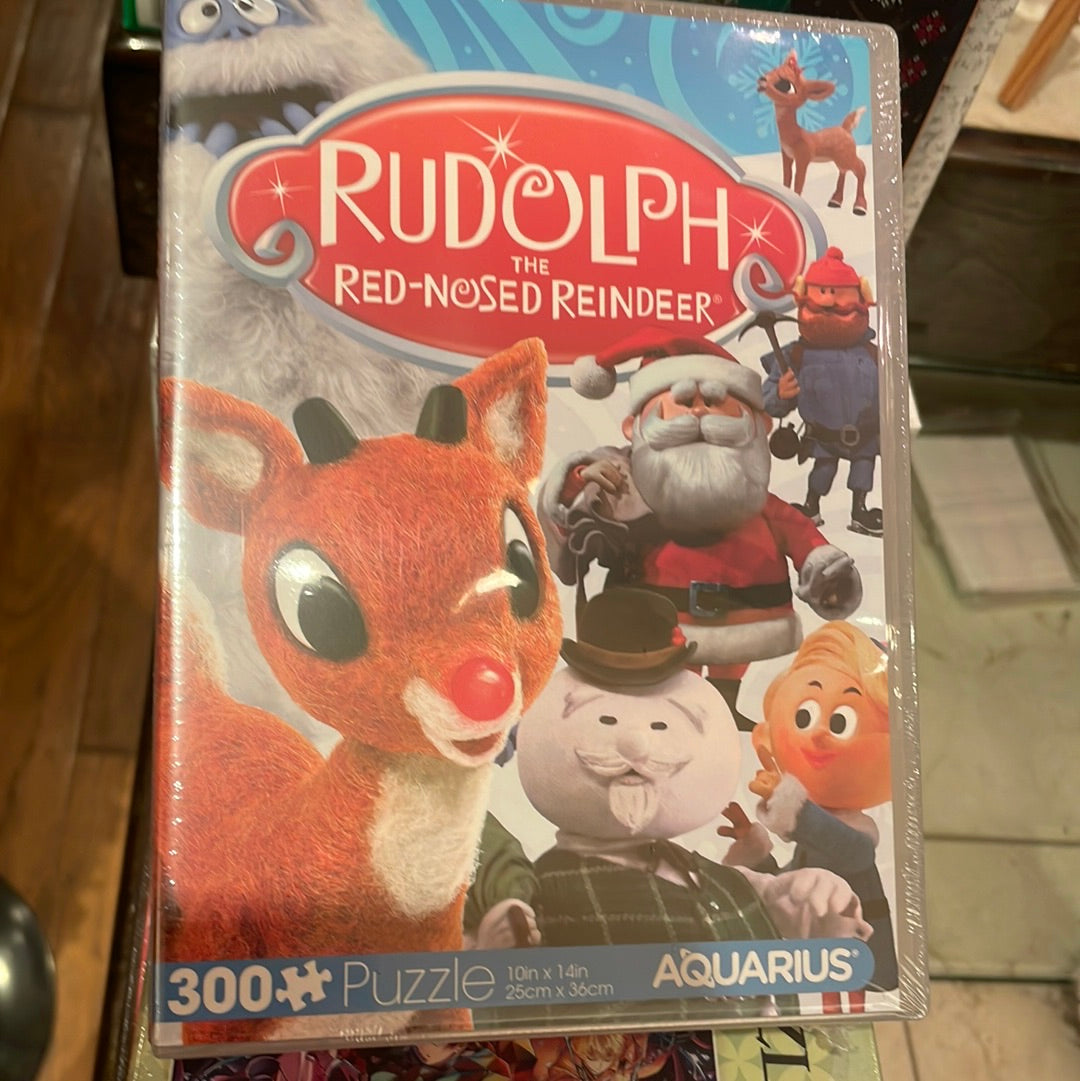 RUDOLPH
THE
RED-NOSED REINDEER®
300 Puzzle
10in x 14in
25cm x 36cm
AQUARIUS®